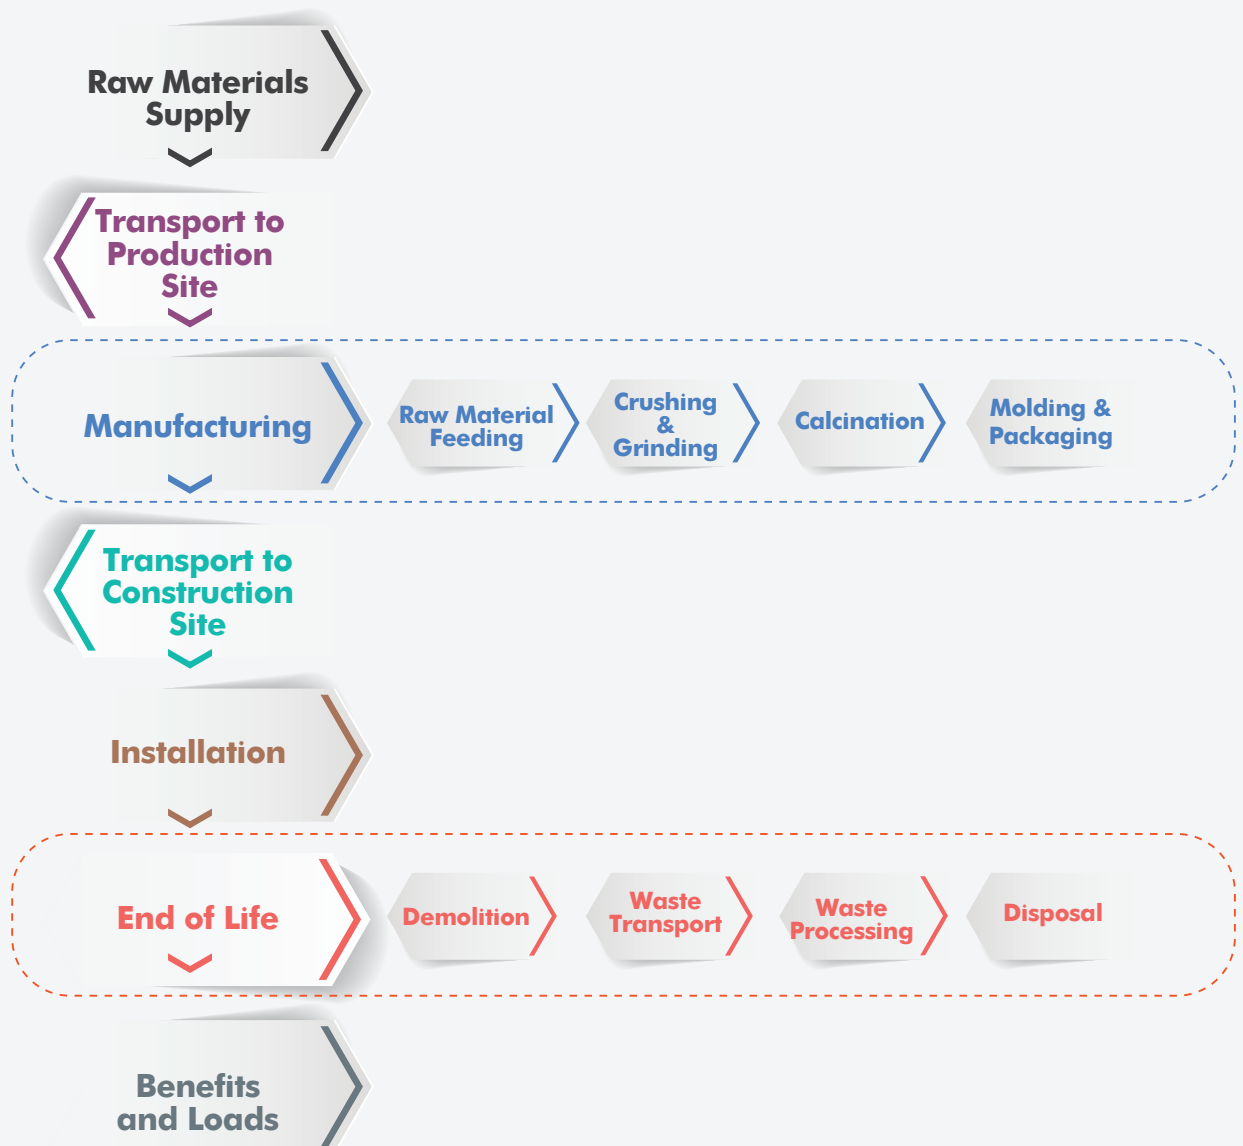 Raw Materials
Supply
Transport to
Production
Site
Manufacturing
Raw Material
Feeding
Crushing
&
Grinding
Calcination
Molding &
Packaging
Transport to
Construction
Site
Installation
End of Life
Demolition
Waste
Transport
Waste
Processing
Disposal
Benefits
and Loads